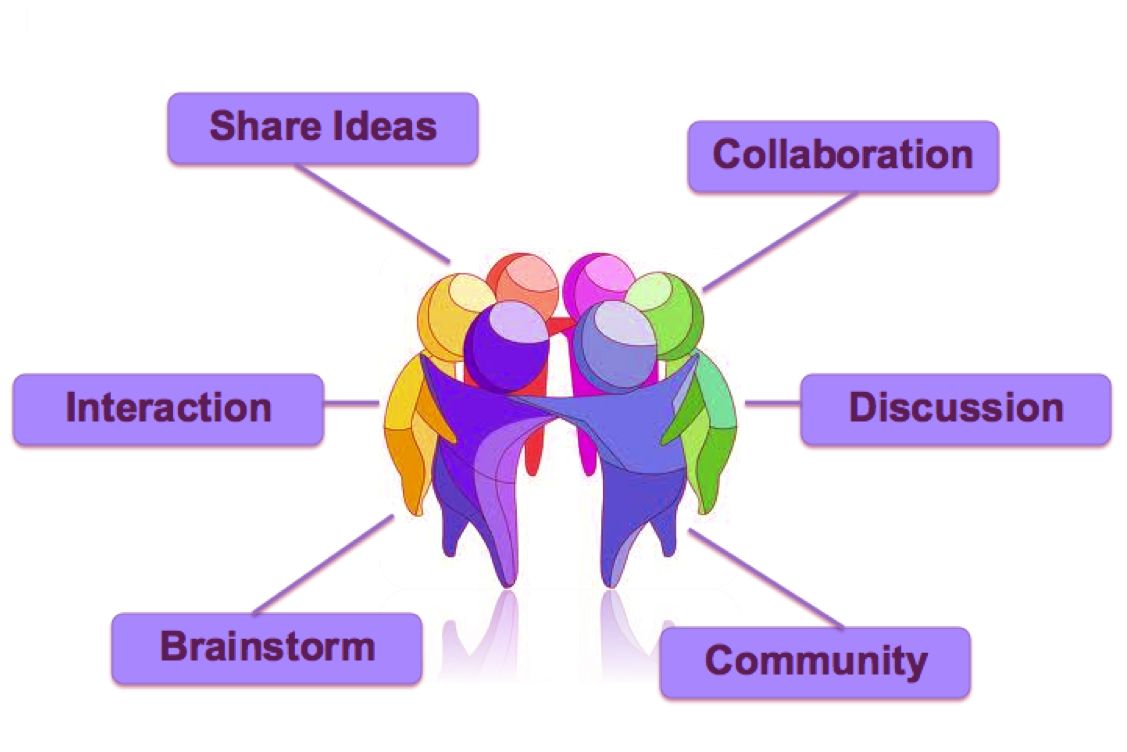 Share Ideas
Collaboration
Interaction
Discussion
Brainstorm
Community